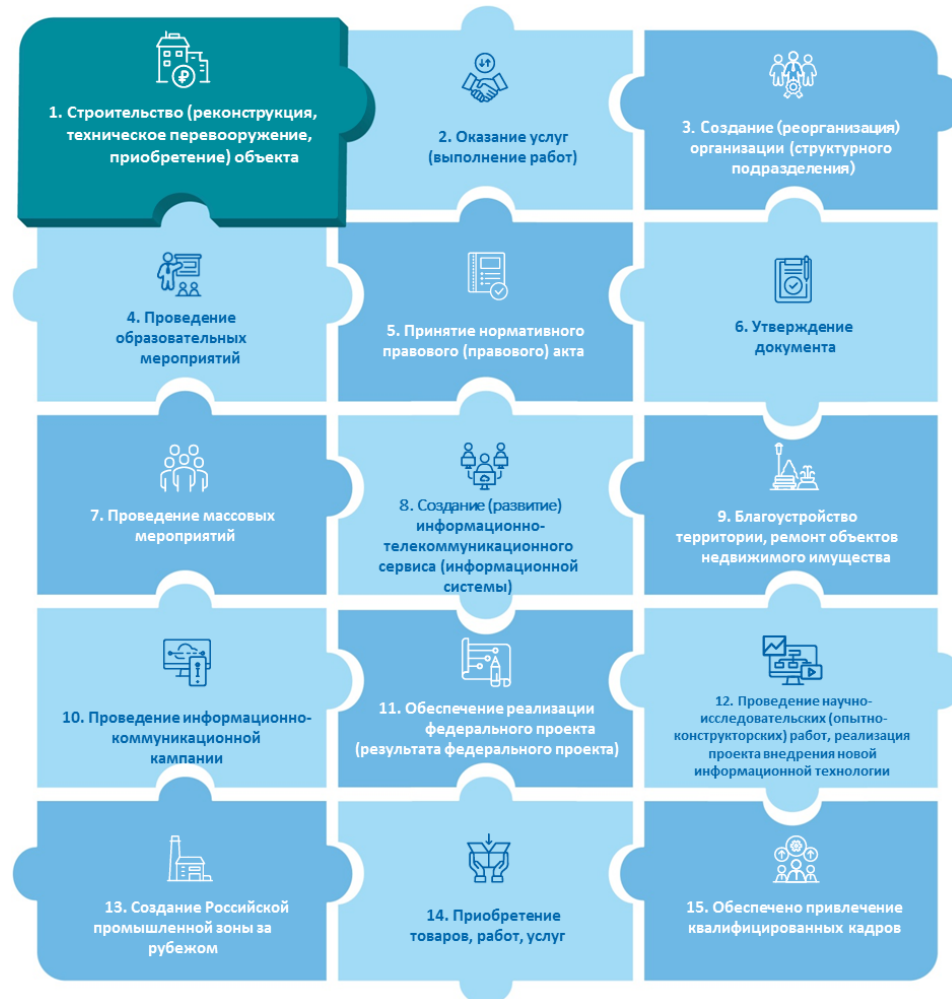 1. Строительство (реконструкция,
техническое перевооружение,
приобретение) объекта
2. Оказание услуг
(выполнение работ)
3. Создание (реорганизация)
организации (структурного
подразделения)
4. Проведение
образовательных
мероприятий
5. Принятие нормативного
правового (правового) акта
6. Утверждение
документа
7. Проведение массовых
мероприятий
8. Создание (развитие)
информационно-
телекоммуникационного
сервиса (информационной
системы)
9. Благоустройство
территории, ремонт объектов
недвижимого имущества
10. Проведение информационно-
коммуникационной
кампании
11. Обеспечение реализации
федерального проекта
(результата федерального проекта)
12. Проведение научно-
исследовательских (опытно-
конструкторских) работ, реализация
проекта внедрения новой
информационной технологии
13. Создание Российской
промышленной зоны за
рубежом
14. Приобретение
товаров, работ, услуг
15. Обеспечено привлечение
квалифицированных кадров